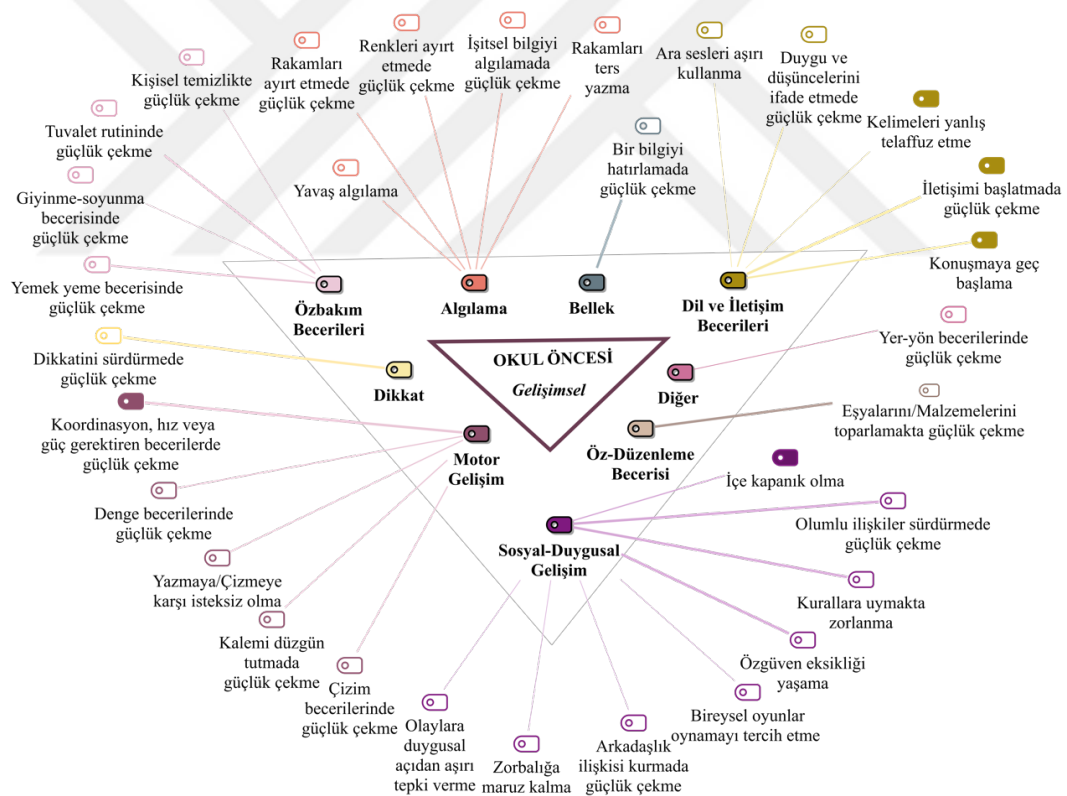 Kişisel temizlikte
güçlük çekme
Rakamları
ayırt etmede
güçlük çekme
Renkleri ayırt
etmede
güçlük çekme
İşitsel bilgiyi
algılamada
güçlük çekme
Rakamları
ters
yazma
Ara sesleri aşırı
kullanma
Duygu ve
düşüncelerini
ifade etmede
güçlük çekme
Kelimeleri yanlış
telaffuz etme
Tuvalet rutininde
güçlük çekme
Yavaş algılama
Bir bilgiyi
hatırlamada
güçlük çekme
İletişimi başlatmada
güçlük çekme
Giyinme-soyunma
becerisinde
güçlük çekme
Konuşmaya geç
başlama
Yemek yeme becerisinde
güçlük çekme
Özbakım
Becerileri
Algılama
Bellek
Dil ve İletişim
Becerileri
Yer-yön becerilerinde
güçlük çekme
Dikkatini sürdürmede
güçlük çekme
Dikkat
OKUL ÖNCESİ
Gelişimsel
Diğer
Eşyalarını/Malzemelerini
toparlamakta güçlük çekme
Koordinasyon, hız veya
güç gerektiren becerilerde
güçlük çekme
Motor
Gelişim
Öz-Düzenleme
Becerisi
İçe kapanık olma
Denge becerilerinde
güçlük çekme
Olumlu ilişkiler sürdürmede
güçlük çekme
Sosyal-Duygusal
Gelişim
Yazmaya/Çizmeye
karşı isteksiz olma
Kurallara uymakta
zorlanma
Kalemi düzgün
tutmada
güçlük çekme
Özgüven eksikliği
yaşama
Çizim
becerilerinde
güçlük çekme
Olaylara
duygusal
açıdan aşırı
tepki verme
Zorbalığa
maruz kalma
Arkadaşlık
ilişkisi kurmada
güçlük çekme
Bireysel oyunlar
oynamayı tercih etme